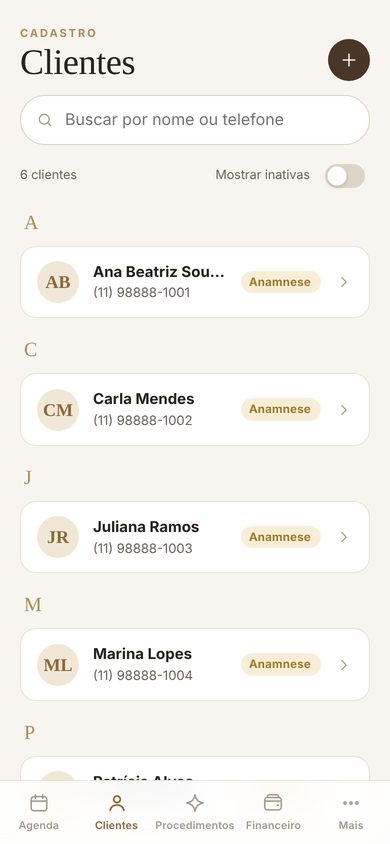 CADASTRO
Clientes
Buscar por nome ou telefone
6 clientes
Mostrar inativas
A
AB
Ana Beatriz Sou...
(11) 98888-1001
Anamnese
C
CM
Carla Mendes
(11) 98888-1002
Anamnese
J
JR
Juliana Ramos
(11) 98888-1003
Anamnese
M
ML
Marina Lopes
(11) 98888-1004
Anamnese
P
Agenda
Clientes
Procedimentos
Financeiro
Mais